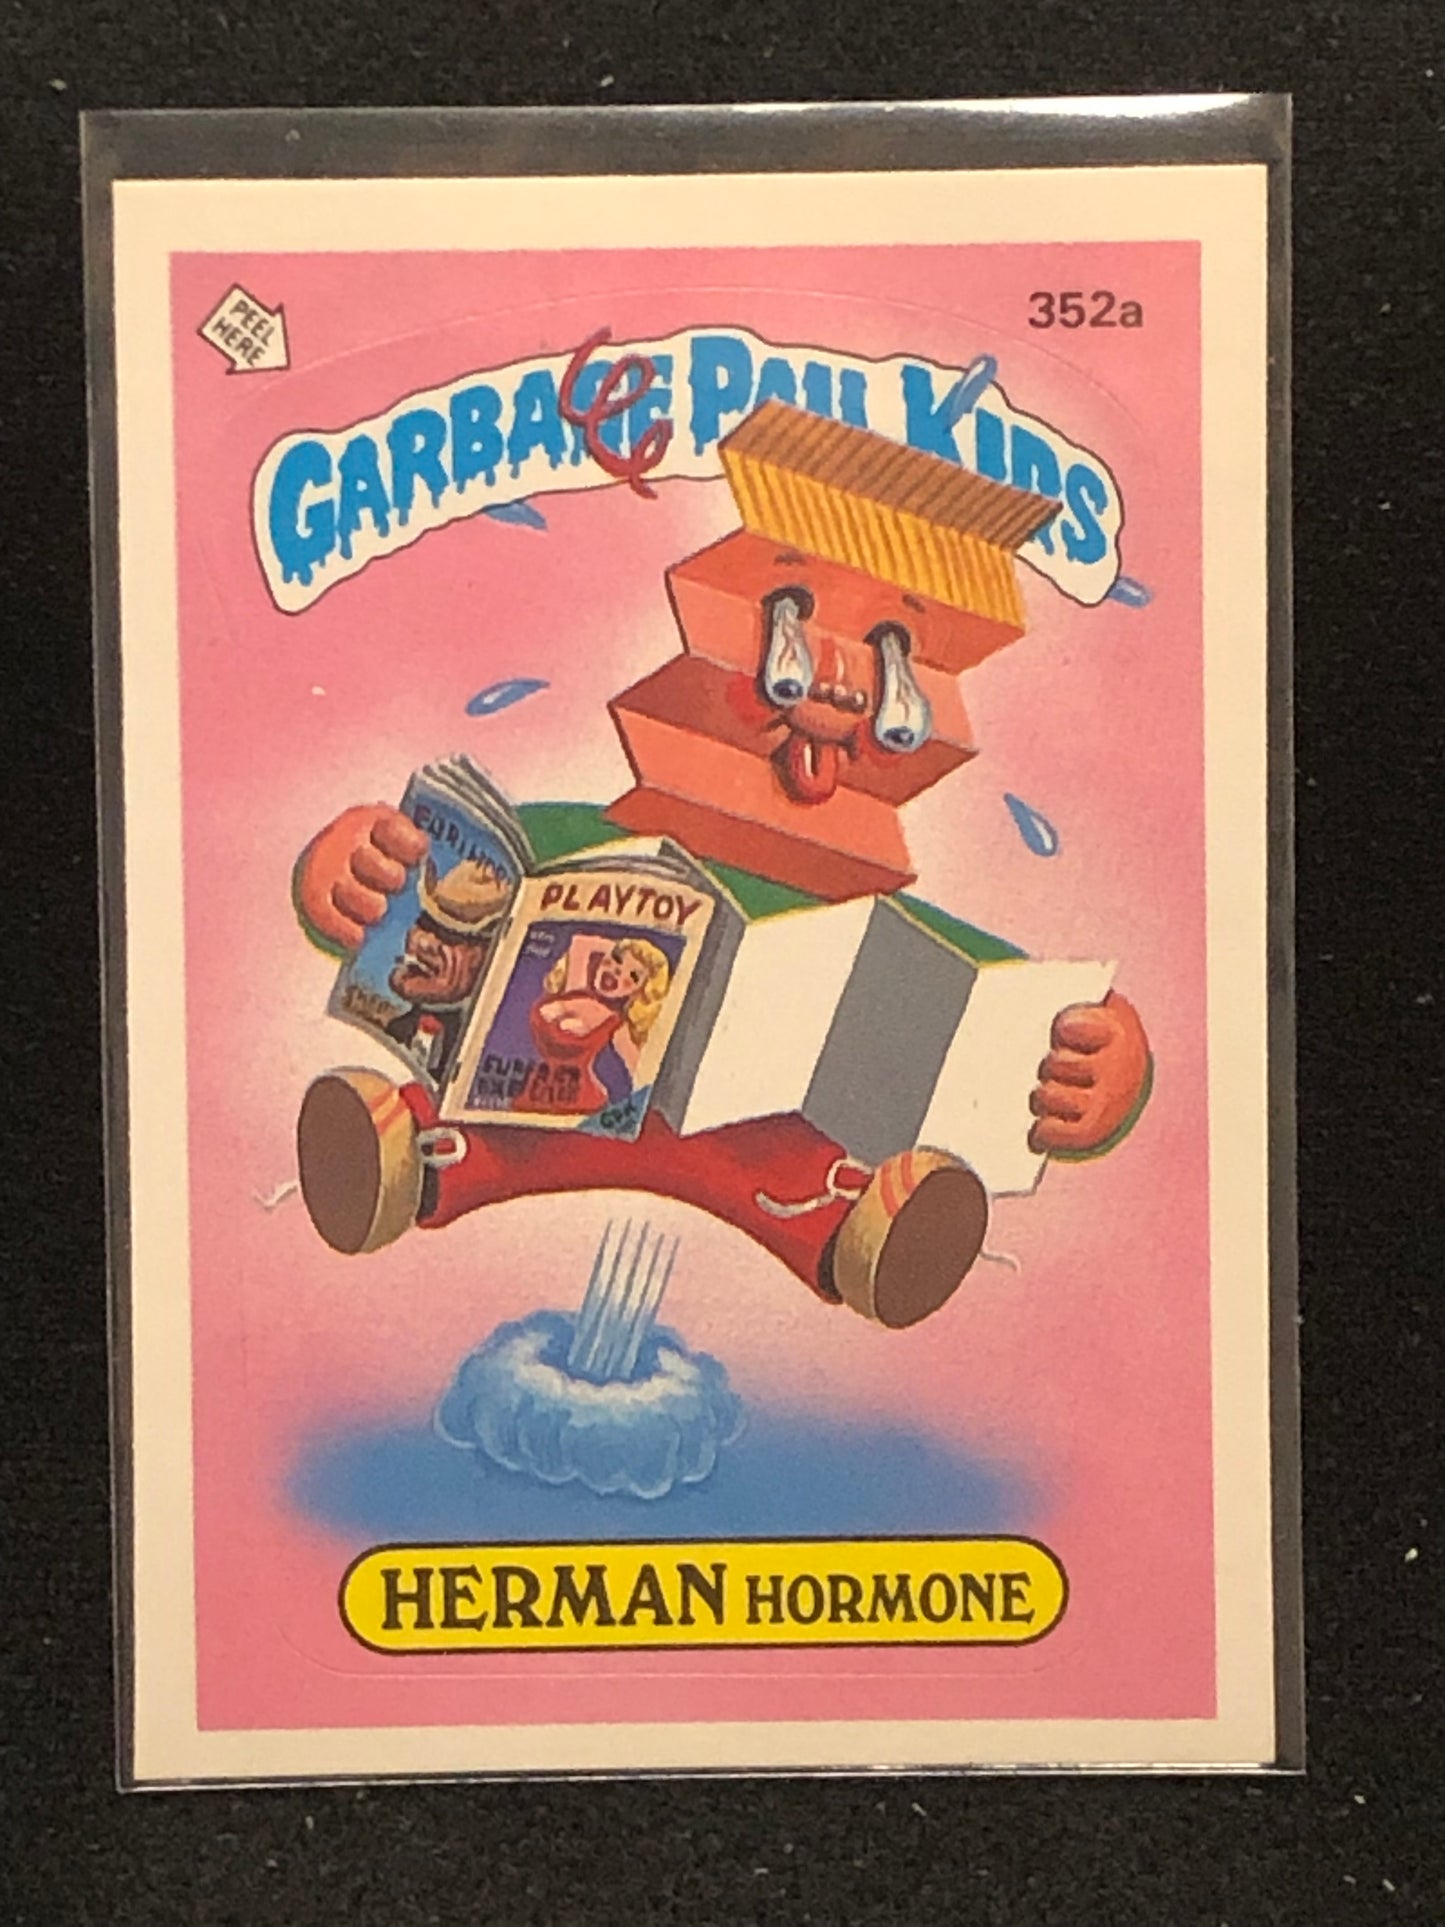 PEEL
HERE
352a
GARBAGE PAIL KIDS
PLAYTOY
HERMAN HORMONE